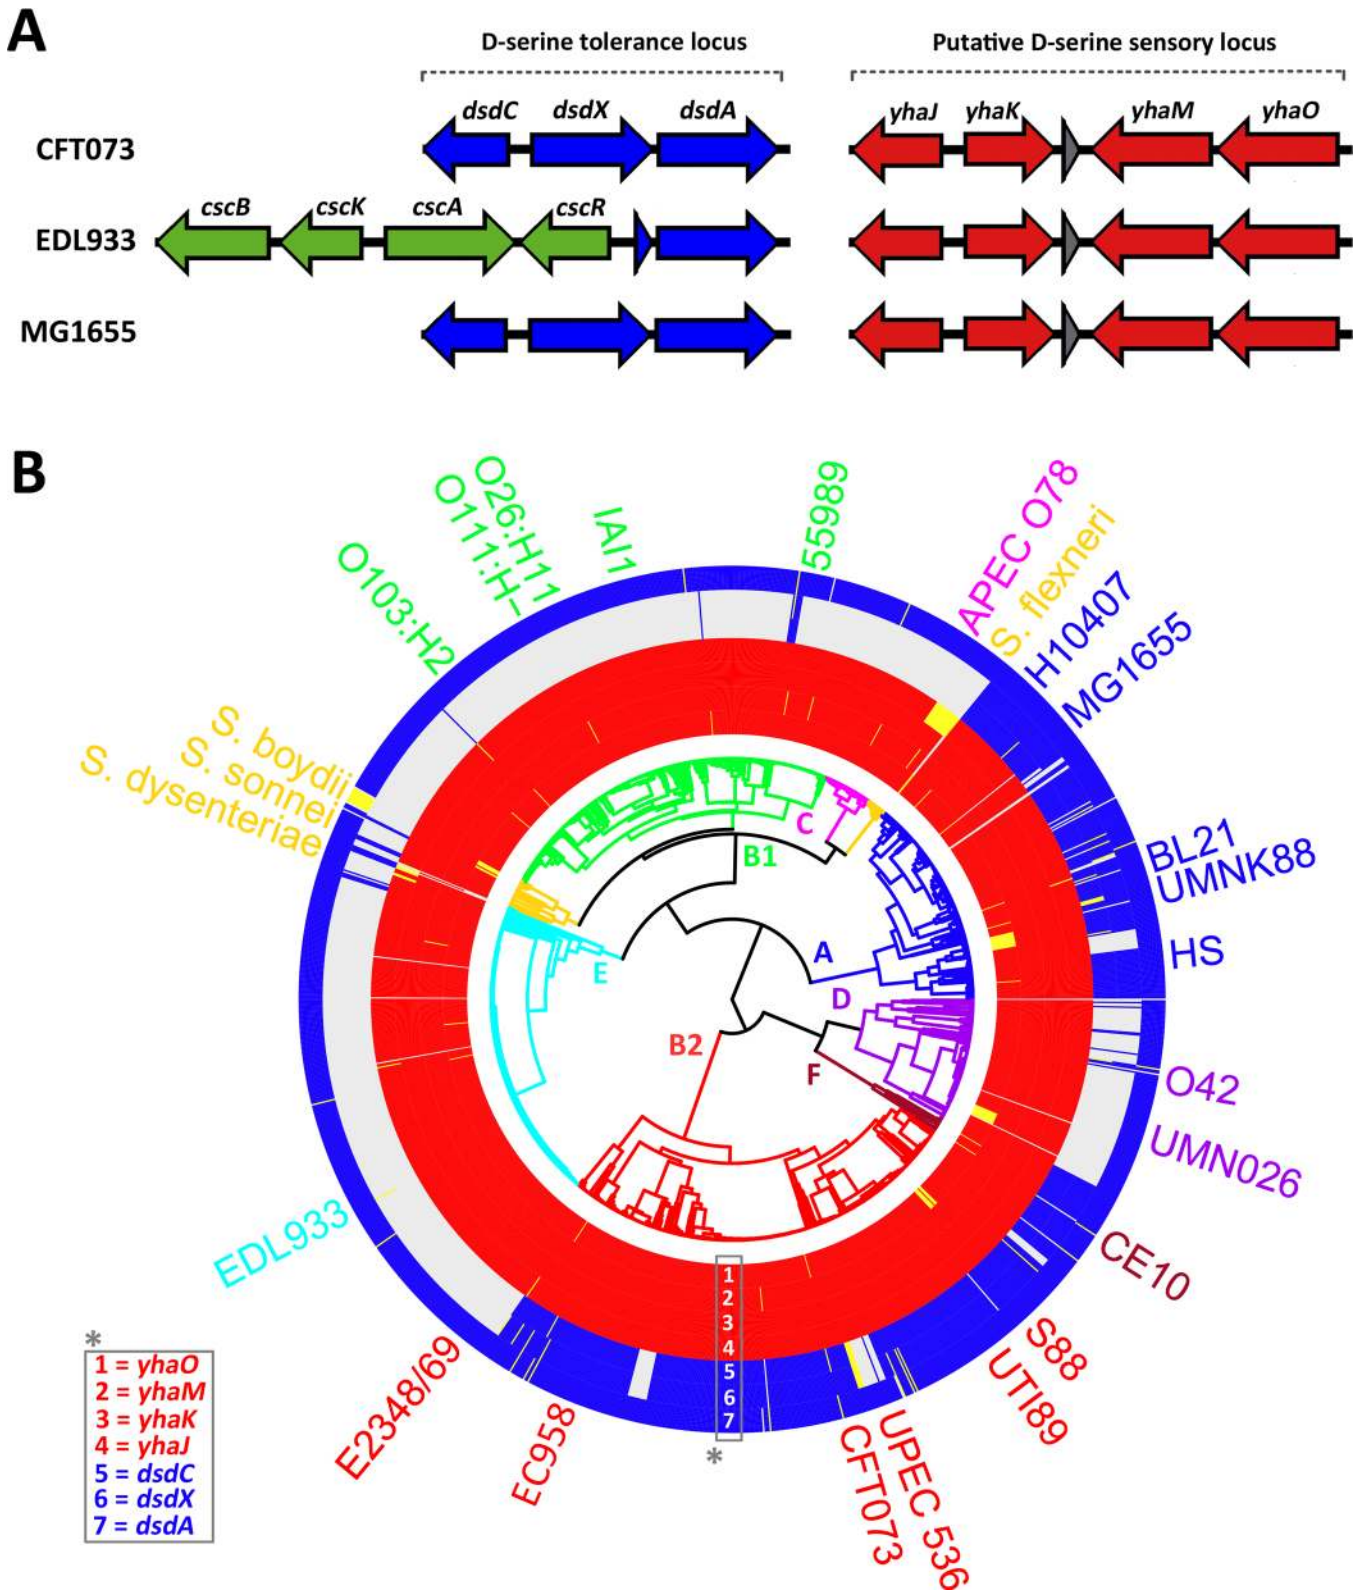 A
D-serine tolerance locus
Putative D-serine sensory locus
dsdC dsdX dsdA
yhaJ yhaK yhaM yhaO
CFT073
cscB cscK cscA cscR
EDL933
MG1655
B
O103:H2
O111:H–
O26:H11
IAI1
55989
APEC O78
S. flexneri
H10407
MG1655
BL21
UMNK88
HS
O42
UMN026
CE10
S88
UTI89
UPEC 536
CFT073
EC958
E2348/69
EDL933
S. dysenteriae
S. sonnei
S. boydii
C
B1
A
E
D
B2
F
1
2
3
4
5
6
7
*
*
1 = yhaO
2 = yhaM
3 = yhaK
4 = yhaJ
5 = dsdC
6 = dsdX
7 = dsdA